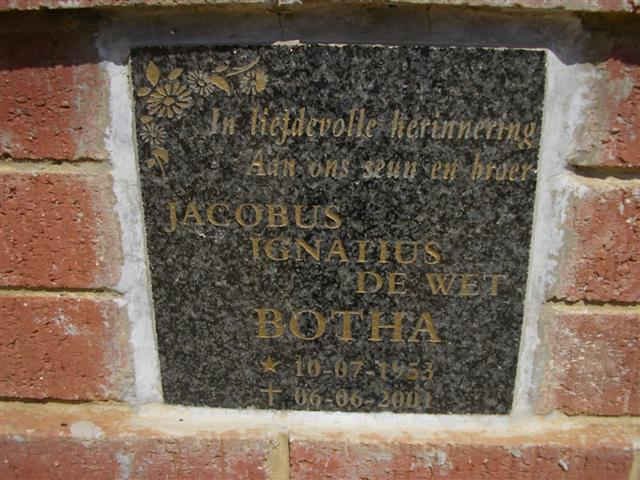 In liefdevolle herinnering
Aan ons seun en broer
JACOBUS
IGNATIUS
DE WET
BOTHA
★ 10-07-1953
✝ 06-06-2001